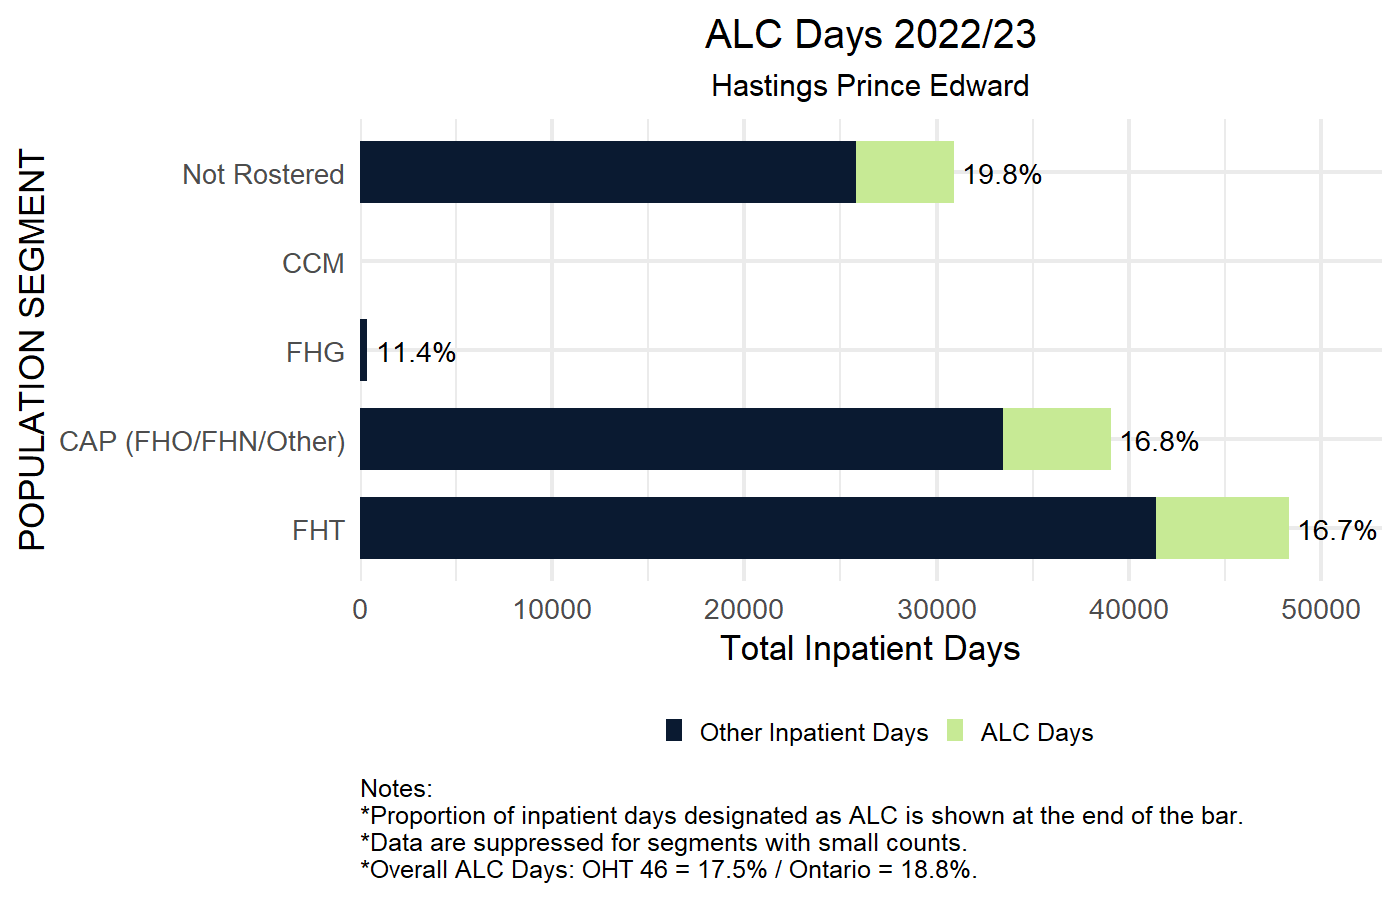 ALC Days 2022/23
Hastings Prince Edward
POPULATION SEGMENT
Not Rostered
19.8%
CCM
FHG
11.4%
CAP (FHO/FHN/Other)
16.8%
FHT
16.7%
0
10000
20000
30000
40000
50000
Total Inpatient Days
Other Inpatient Days
ALC Days
Notes:
*Proportion of inpatient days designated as ALC is shown at the end of the bar.
*Data are suppressed for segments with small counts.
*Overall ALC Days: OHT 46 = 17.5% / Ontario = 18.8%.